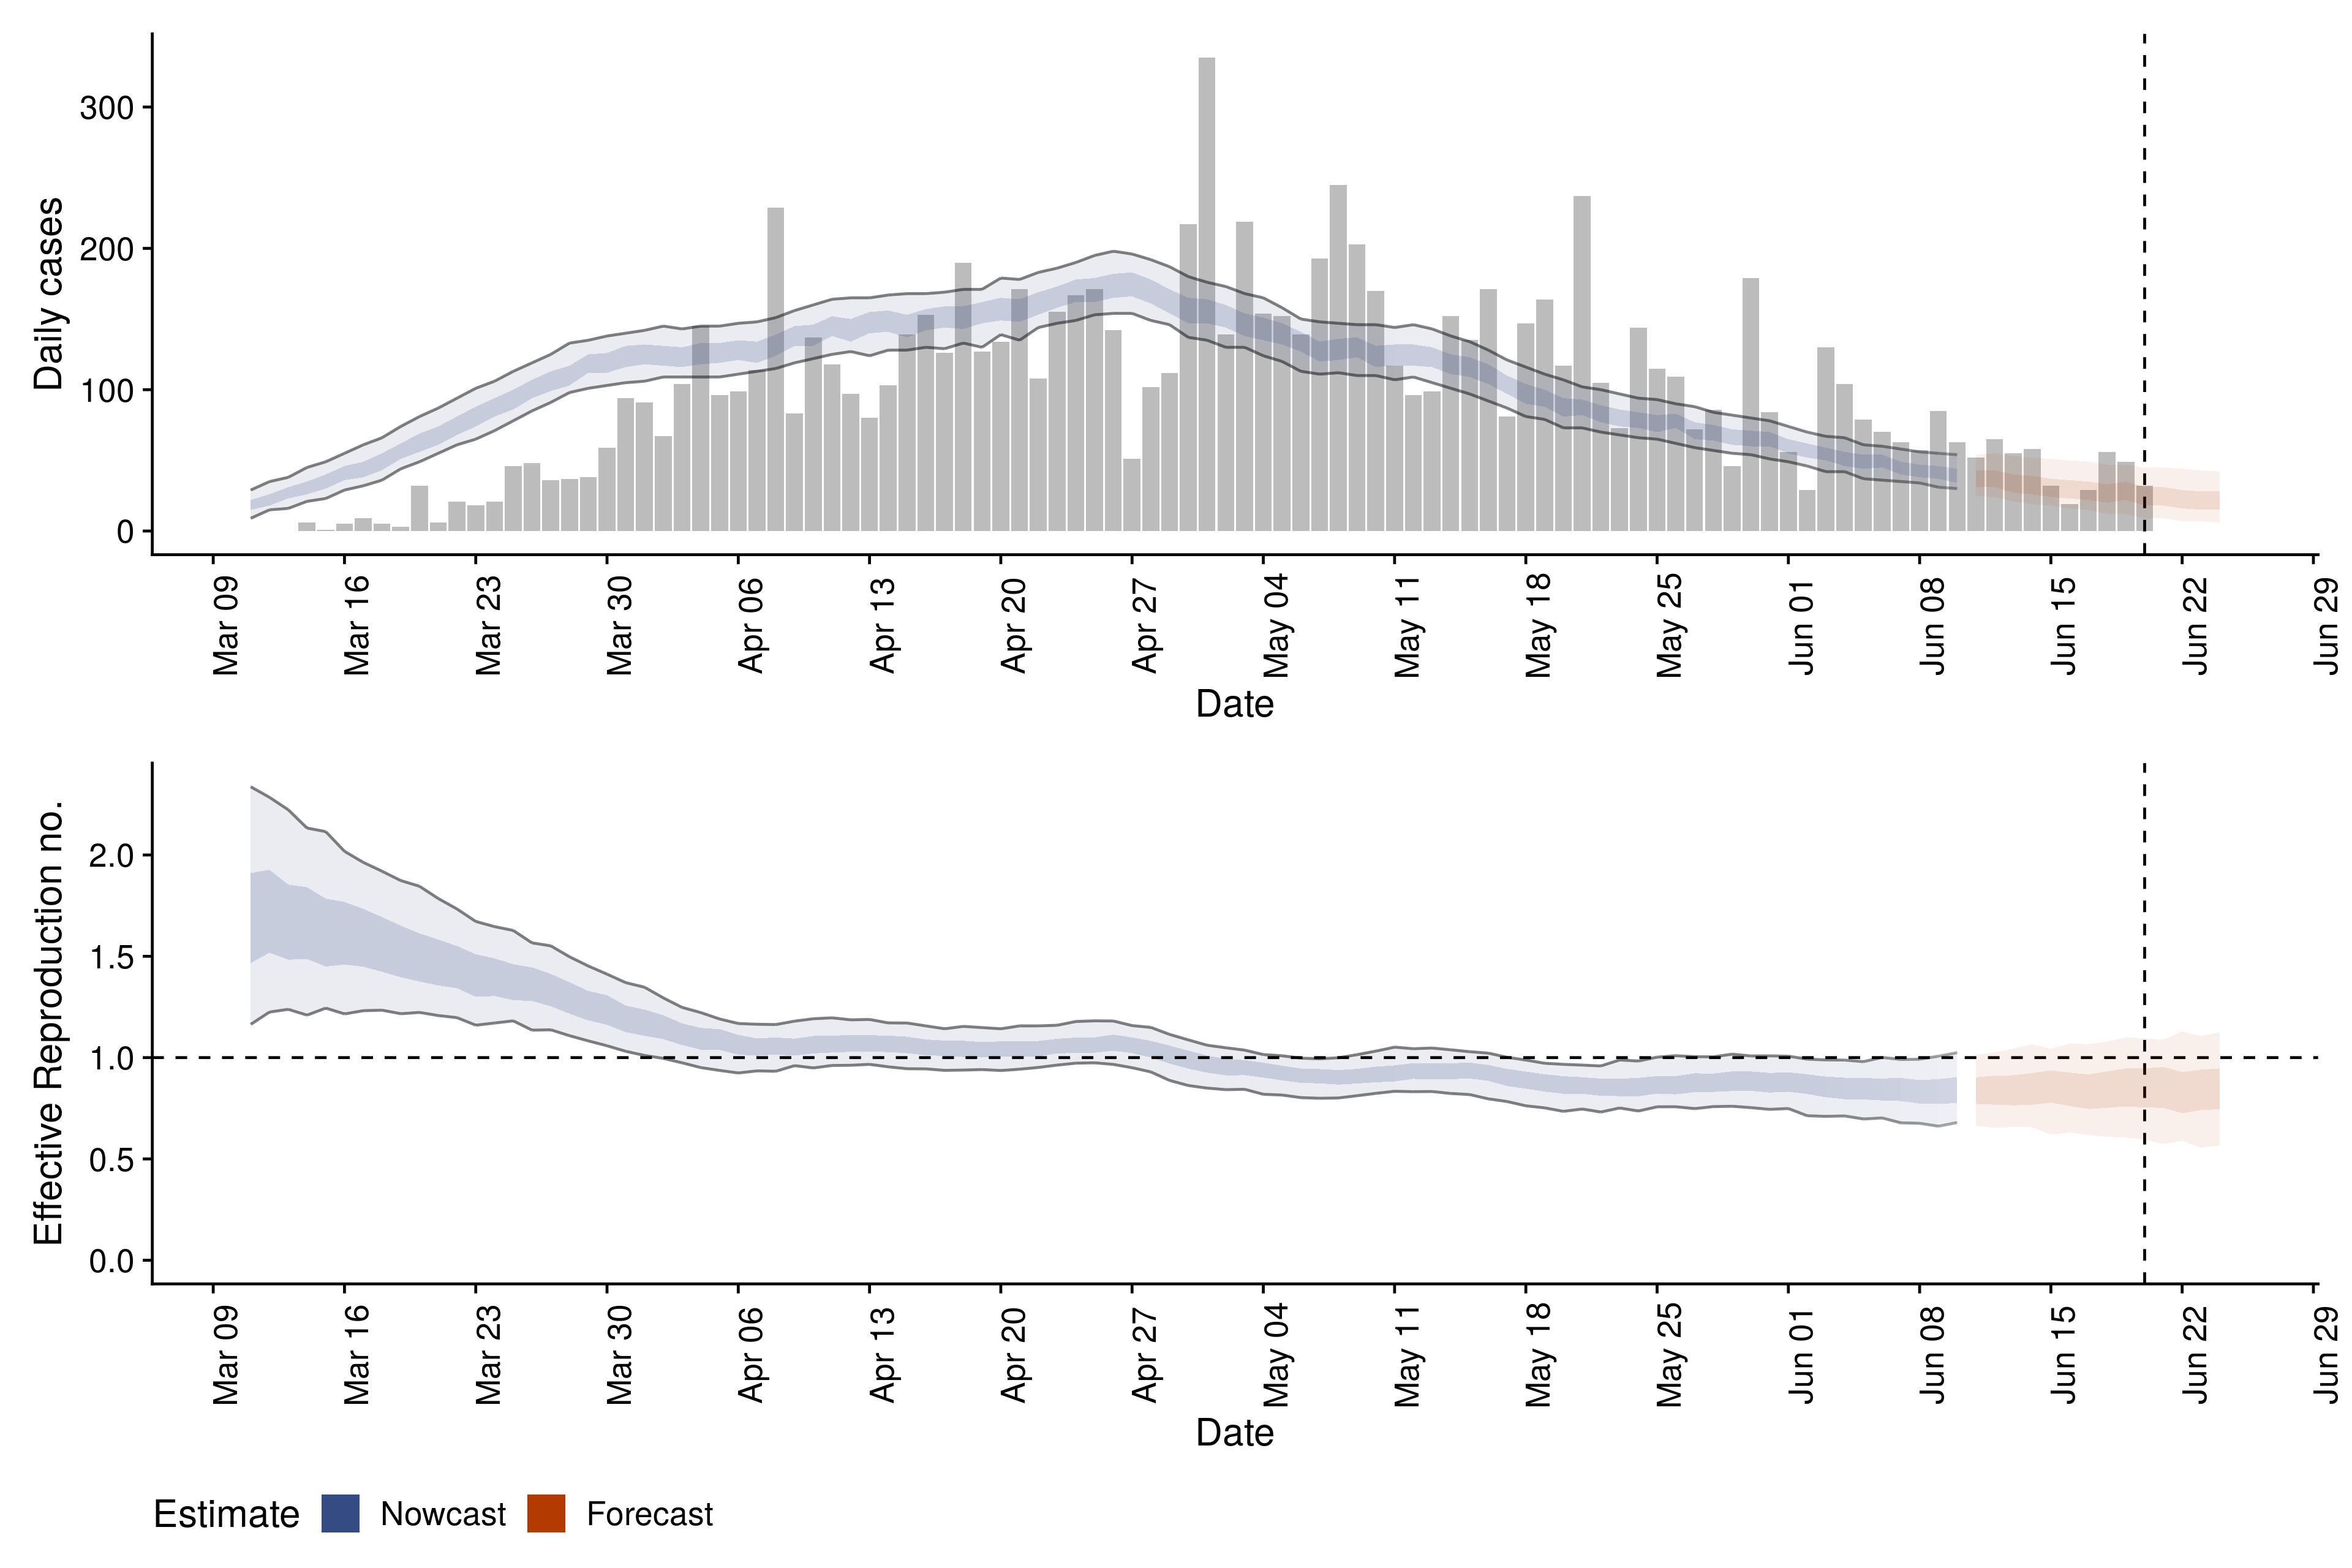 Daily cases
300
200
100
0
Mar 09
Mar 16
Mar 23
Mar 30
Apr 06
Apr 13
Apr 20
Apr 27
May 04
May 11
May 18
May 25
Jun 01
Jun 08
Jun 15
Jun 22
Jun 29
Date
Effective Reproduction no.
2.0
1.5
1.0
0.5
0.0
Mar 09
Mar 16
Mar 23
Mar 30
Apr 06
Apr 13
Apr 20
Apr 27
May 04
May 11
May 18
May 25
Jun 01
Jun 08
Jun 15
Jun 22
Jun 29
Date
Estimate Nowcast Forecast